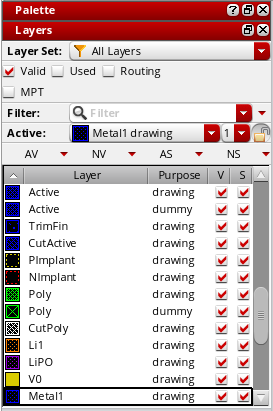 Palette
Layers
Layer Set: All Layers
Valid Used Routing
MPT
Filter: Filter
Active: Metal1 drawing 1
AV NV AS NS
Layer Purpose V S
Active drawing
Active dummy
TrimFin drawing
CutActive drawing
PImplant drawing
NImplant drawing
Poly drawing
Poly dummy
CutPoly drawing
Li1 drawing
LiPO drawing
V0 drawing
Metal1 drawing